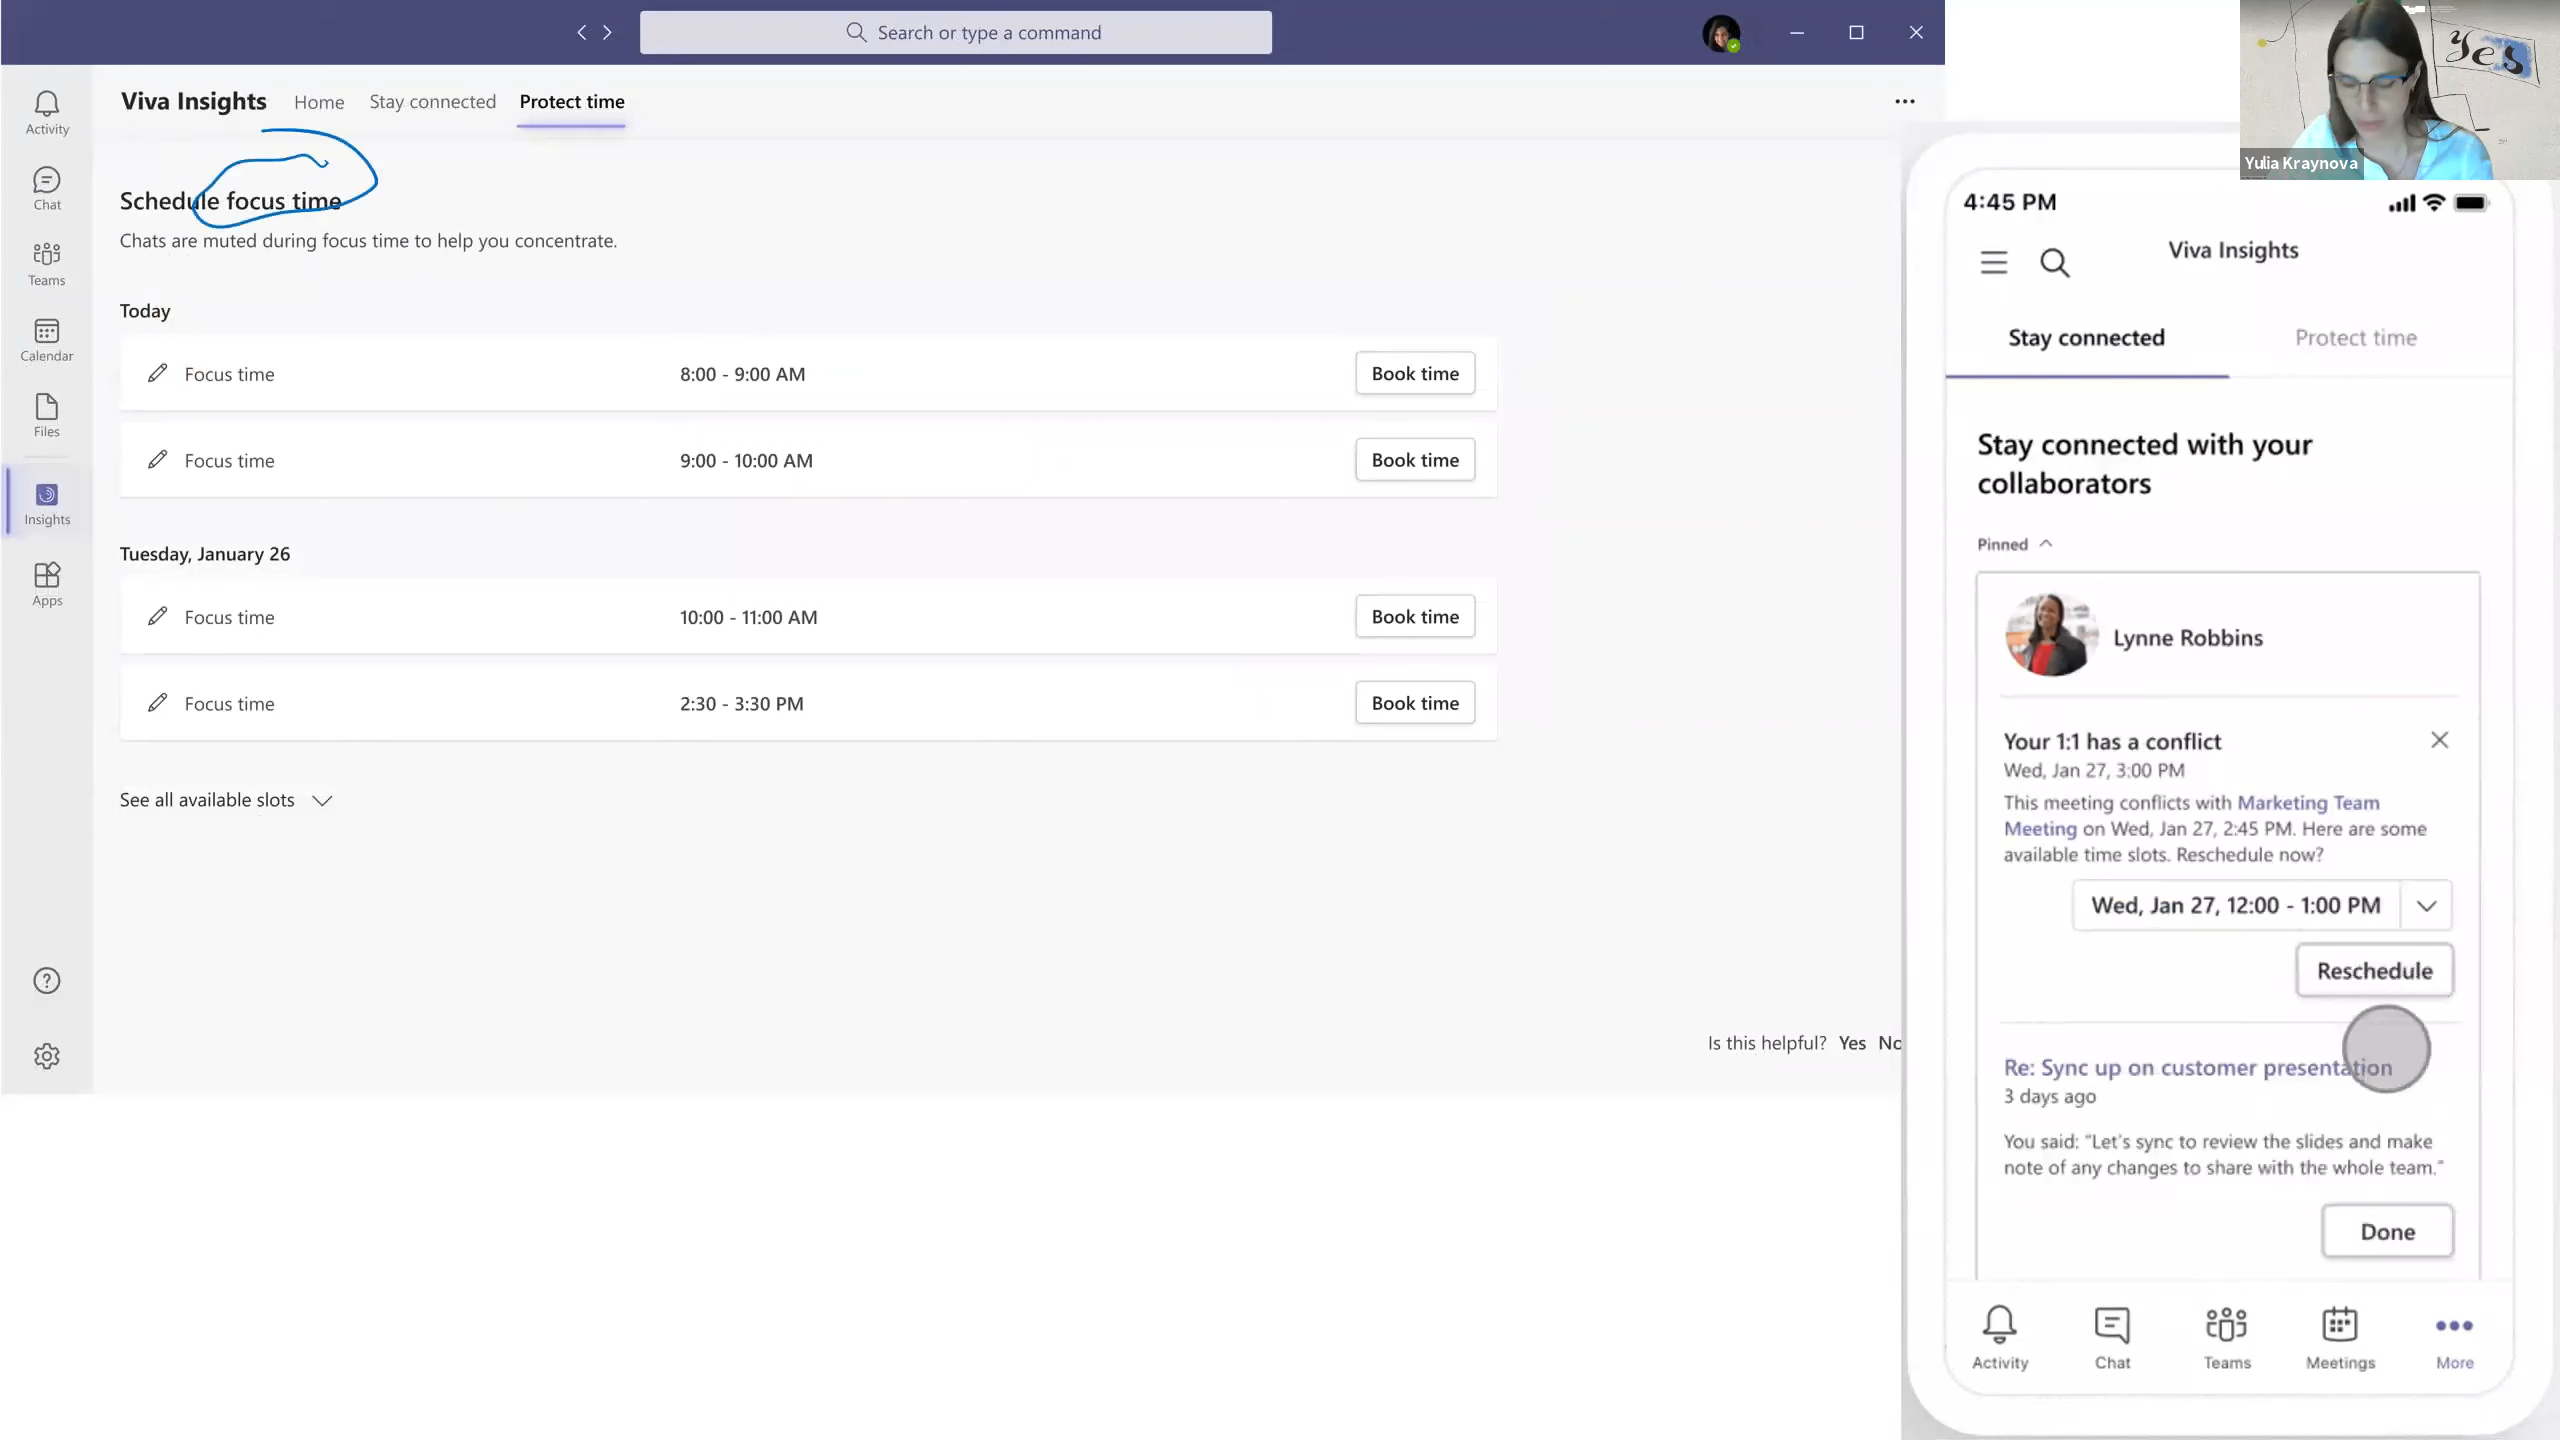 Search or type a command
Viva Insights
Home
Stay connected
Protect time
Activity
Chat
Teams
Calendar
Files
Insights
Apps
Schedule focus time
Chats are muted during focus time to help you concentrate.
Today
Focus time 8:00 - 9:00 AM Book time
Focus time 9:00 - 10:00 AM Book time
Tuesday, January 26
Focus time 10:00 - 11:00 AM Book time
Focus time 2:30 - 3:30 PM Book time
See all available slots
Is this helpful? Yes No
Yes
Yulia Kraynova
4:45 PM
Viva Insights
Stay connected
Protect time
Stay connected with your
collaborators
Pinned
Lynne Robbins
Your 1:1 has a conflict
Wed, Jan 27, 3:00 PM
This meeting conflicts with Marketing Team
Meeting on Wed, Jan 27, 2:45 PM. Here are some
available time slots. Reschedule now?
Wed, Jan 27, 12:00 - 1:00 PM
Reschedule
Re: Sync up on customer presentation
3 days ago
You said: "Let's sync to review the slides and make
note of any changes to share with the whole team."
Done
Activity
Chat
Teams
Meetings
More